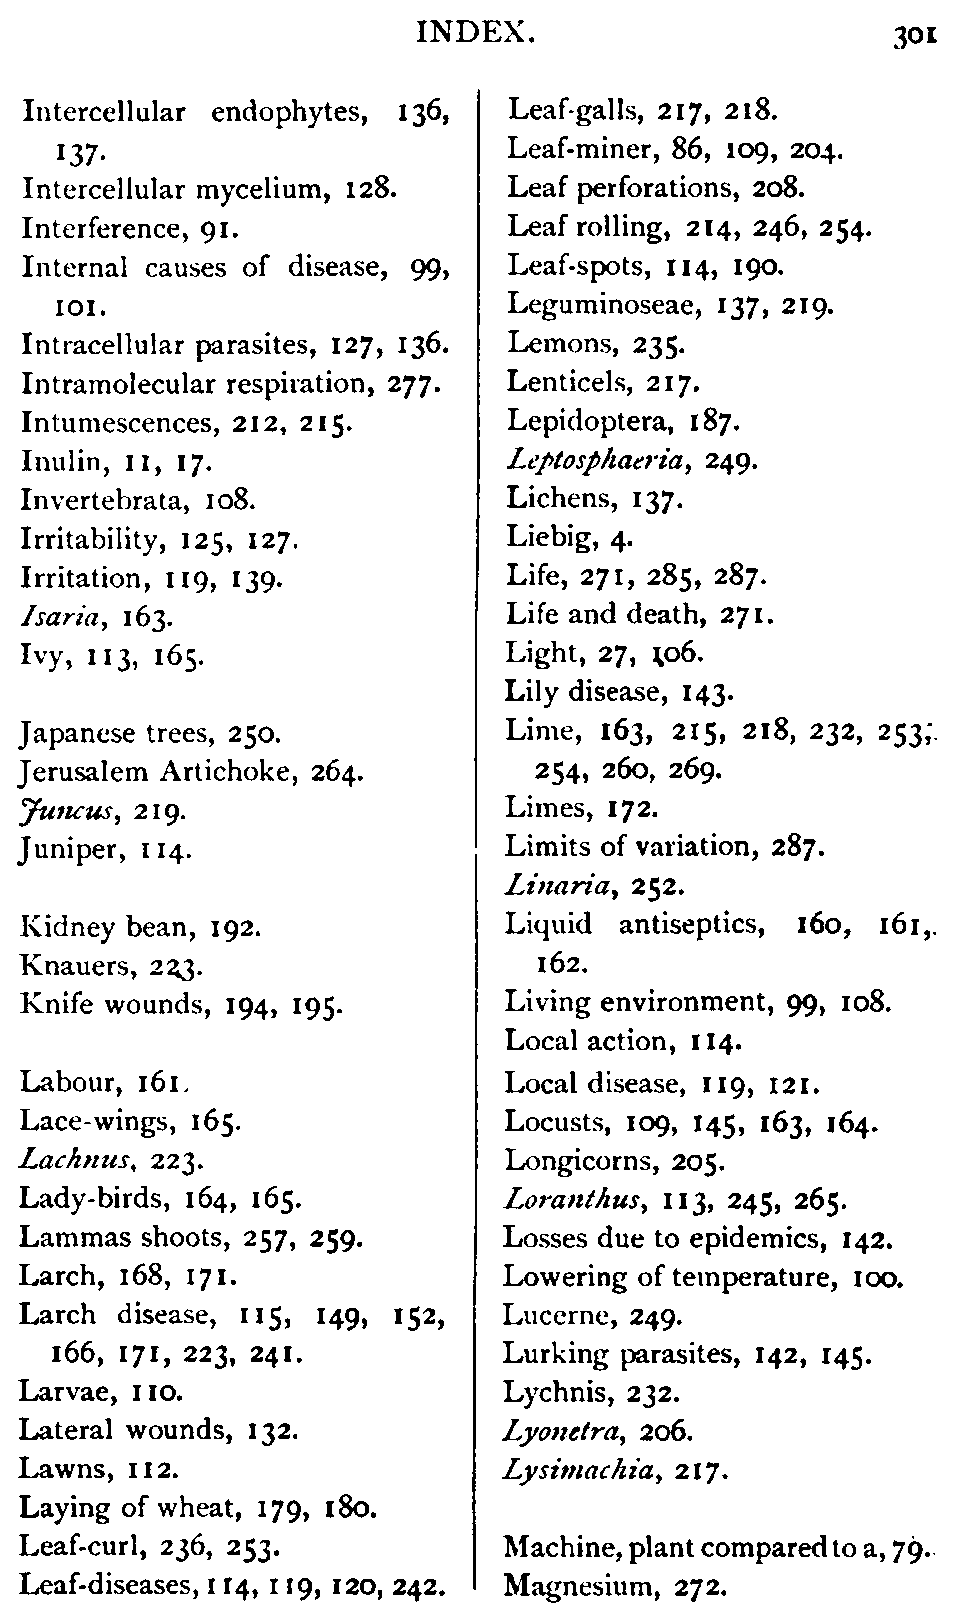 INDEX. 301
Intercellular endophytes, 136,
137.
Intercellular mycelium, 128.
Interference, 91.
Internal causes of disease, 99,
101.
Intracellular parasites, 127, 136.
Intramolecular respiration, 277.
Intumescences, 212, 215.
Inulin, 11, 17.
Invertebrata, 108.
Irritability, 125, 127.
Irritation, 119, 139.
Isaria, 163.
Ivy, 113, 165.
Japanese trees, 250.
Jerusalem Artichoke, 264.
Juncus, 219.
Juniper, 114.
Kidney bean, 192.
Knauers, 223.
Knife wounds, 194, 195.
Labour, 161.
Lace-wings, 165.
Lachnus, 223.
Lady-birds, 164, 165.
Lammas shoots, 257, 259.
Larch, 168, 171.
Larch disease, 115, 149, 152,
166, 171, 223, 241.
Larvae, 110.
Lateral wounds, 132.
Lawns, 112.
Laying of wheat, 179, 180.
Leaf-curl, 236, 253.
Leaf-diseases, 114, 119, 120, 242.
Leaf-galls, 217, 218.
Leaf-miner, 86, 109, 204.
Leaf perforations, 208.
Leaf rolling, 214, 246, 254.
Leaf-spots, 114, 190.
Leguminoseae, 137, 219.
Lemons, 235.
Lenticels, 217.
Lepidoptera, 187.
Leptosphaeria, 249.
Lichens, 137.
Liebig, 4.
Life, 271, 285, 287.
Life and death, 271.
Light, 27, 106.
Lily disease, 143.
Lime, 163, 215, 218, 232, 253,
254, 260, 269.
Limes, 172.
Limits of variation, 287.
Linaria, 252.
Liquid antiseptics, 160, 161,
162.
Living environment, 99, 108.
Local action, 114.
Local disease, 119, 121.
Locusts, 109, 145, 163, 164.
Longicorns, 205.
Loranthus, 113, 245, 265.
Losses due to epidemics, 142.
Lowering of temperature, 100.
Lucerne, 249.
Lurking parasites, 142, 145.
Lychnis, 232.
Lyonetra, 206.
Lysimachia, 217.
Machine, plant compared to a, 79.
Magnesium, 272.